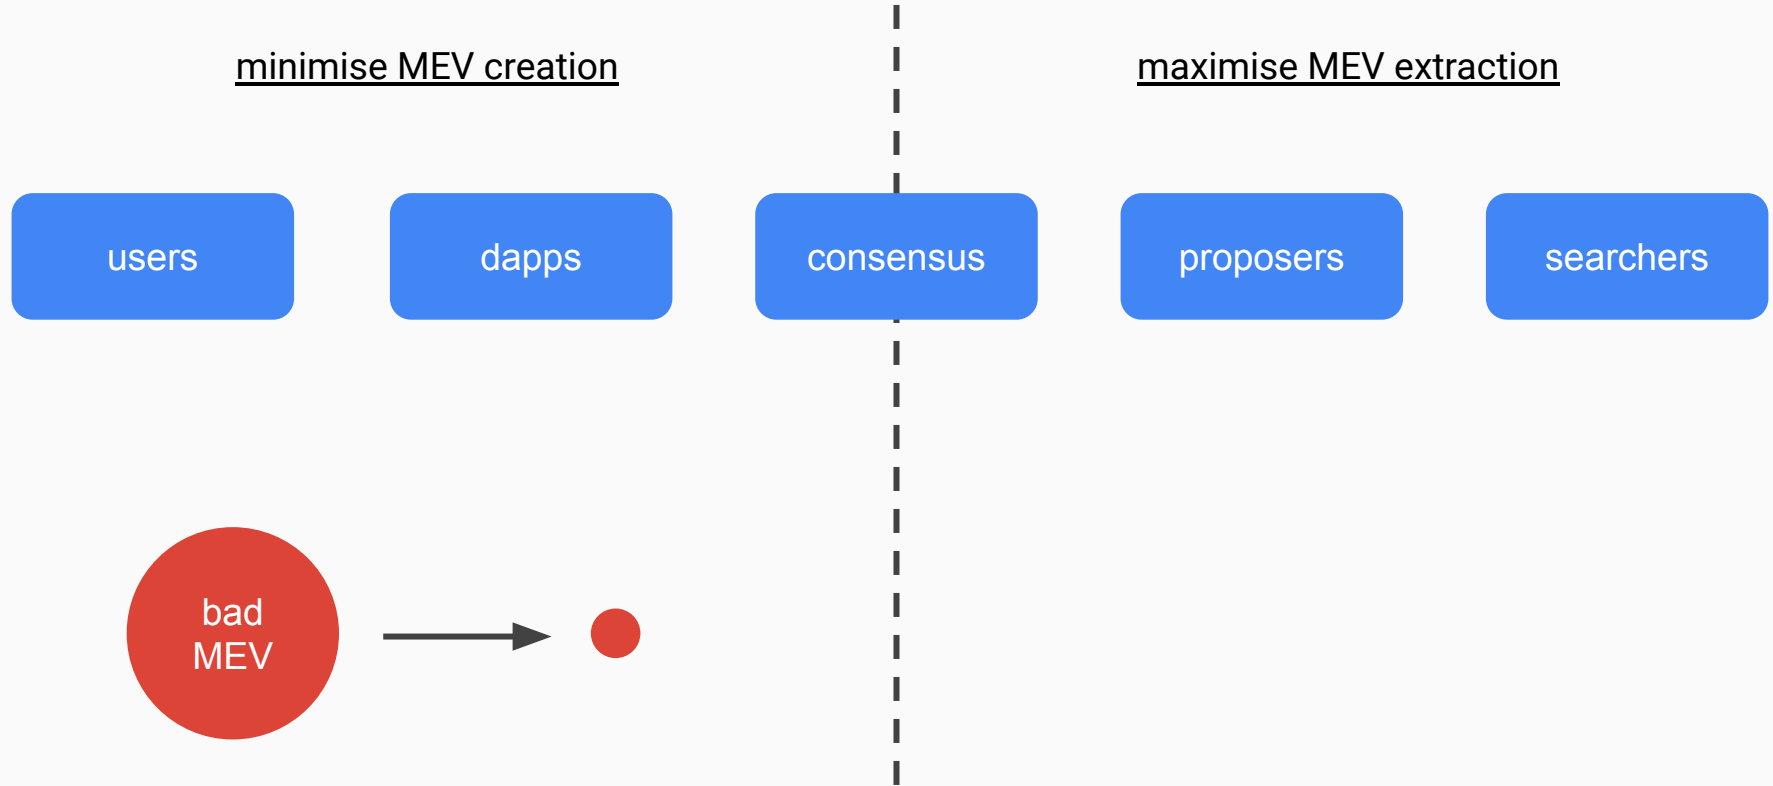 minimise MEV creation
maximise MEV extraction
users
dapps
consensus
proposers
searchers
bad
MEV